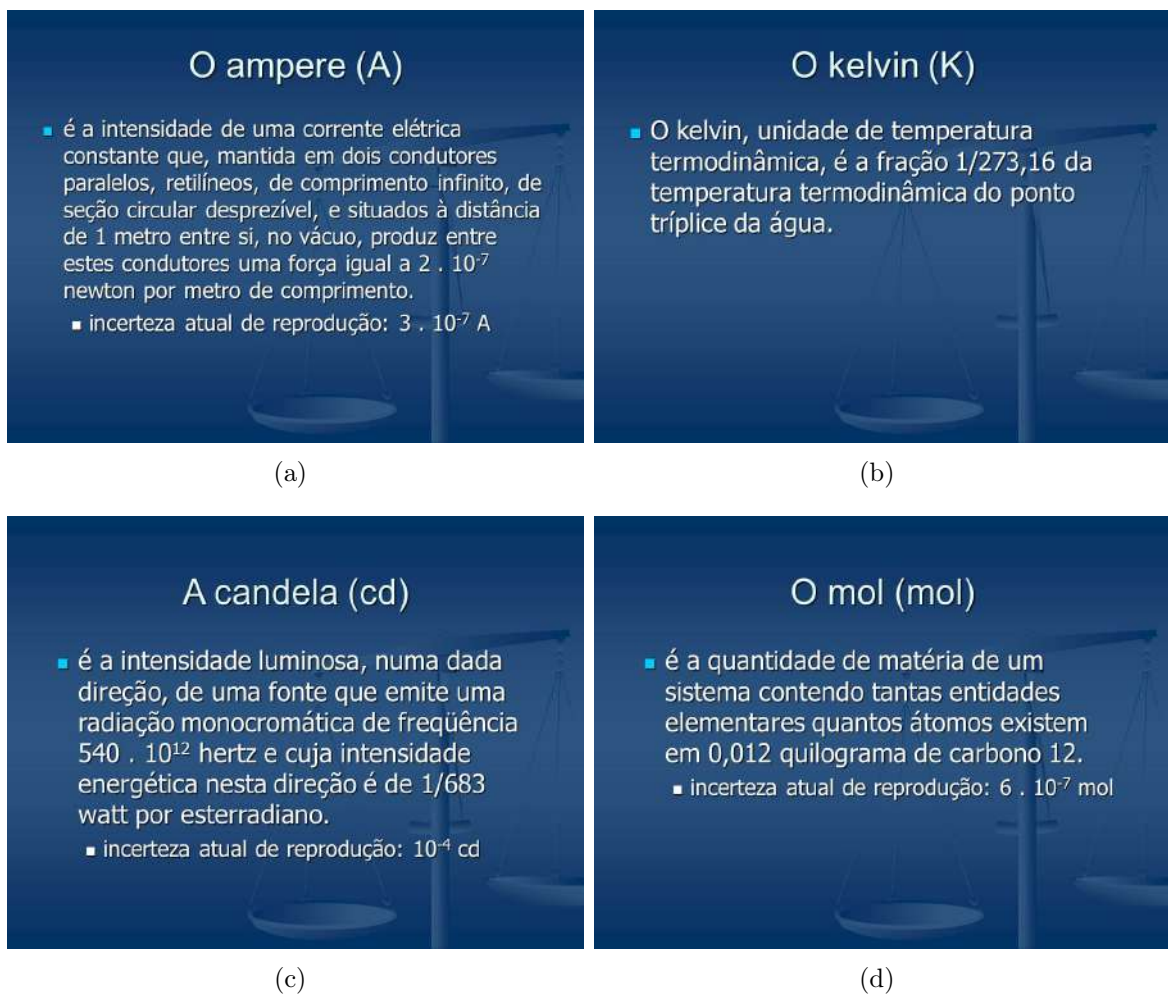 O ampere (A)
▪ é a intensidade de uma corrente elétrica
constante que, mantida em dois condutores
paralelos, retilíneos, de comprimento infinito, de
seção circular desprezível, e situados à distância
de 1 metro entre si, no vácuo, produz entre
estes condutores uma força igual a 2 . 10⁻⁷
newton por metro de comprimento.
▪ incerteza atual de reprodução: 3 . 10⁻⁷ A
(a)
O kelvin (K)
▪ O kelvin, unidade de temperatura
termodinâmica, é a fração 1/273,16 da
temperatura termodinâmica do ponto
tríplice da água.
(b)
A candela (cd)
▪ é a intensidade luminosa, numa dada
direção, de uma fonte que emite uma
radiação monocromática de freqüência
540 . 10¹² hertz e cuja intensidade
energética nesta direção é de 1/683
watt por esterradiano.
▪ incerteza atual de reprodução: 10⁻⁴ cd
(c)
O mol (mol)
▪ é a quantidade de matéria de um
sistema contendo tantas entidades
elementares quantos átomos existem
em 0,012 quilograma de carbono 12.
▪ incerteza atual de reprodução: 6 . 10⁻⁷ mol
(d)